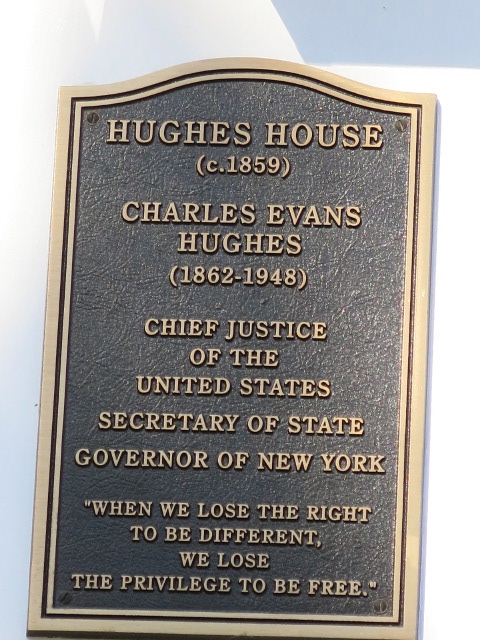 HUGHES HOUSE
(c.1859)
CHARLES EVANS
HUGHES
(1862-1948)
CHIEF JUSTICE
OF THE
UNITED STATES
SECRETARY OF STATE
GOVERNOR OF NEW YORK
"WHEN WE LOSE THE RIGHT
TO BE DIFFERENT,
WE LOSE
THE PRIVILEGE TO BE FREE."